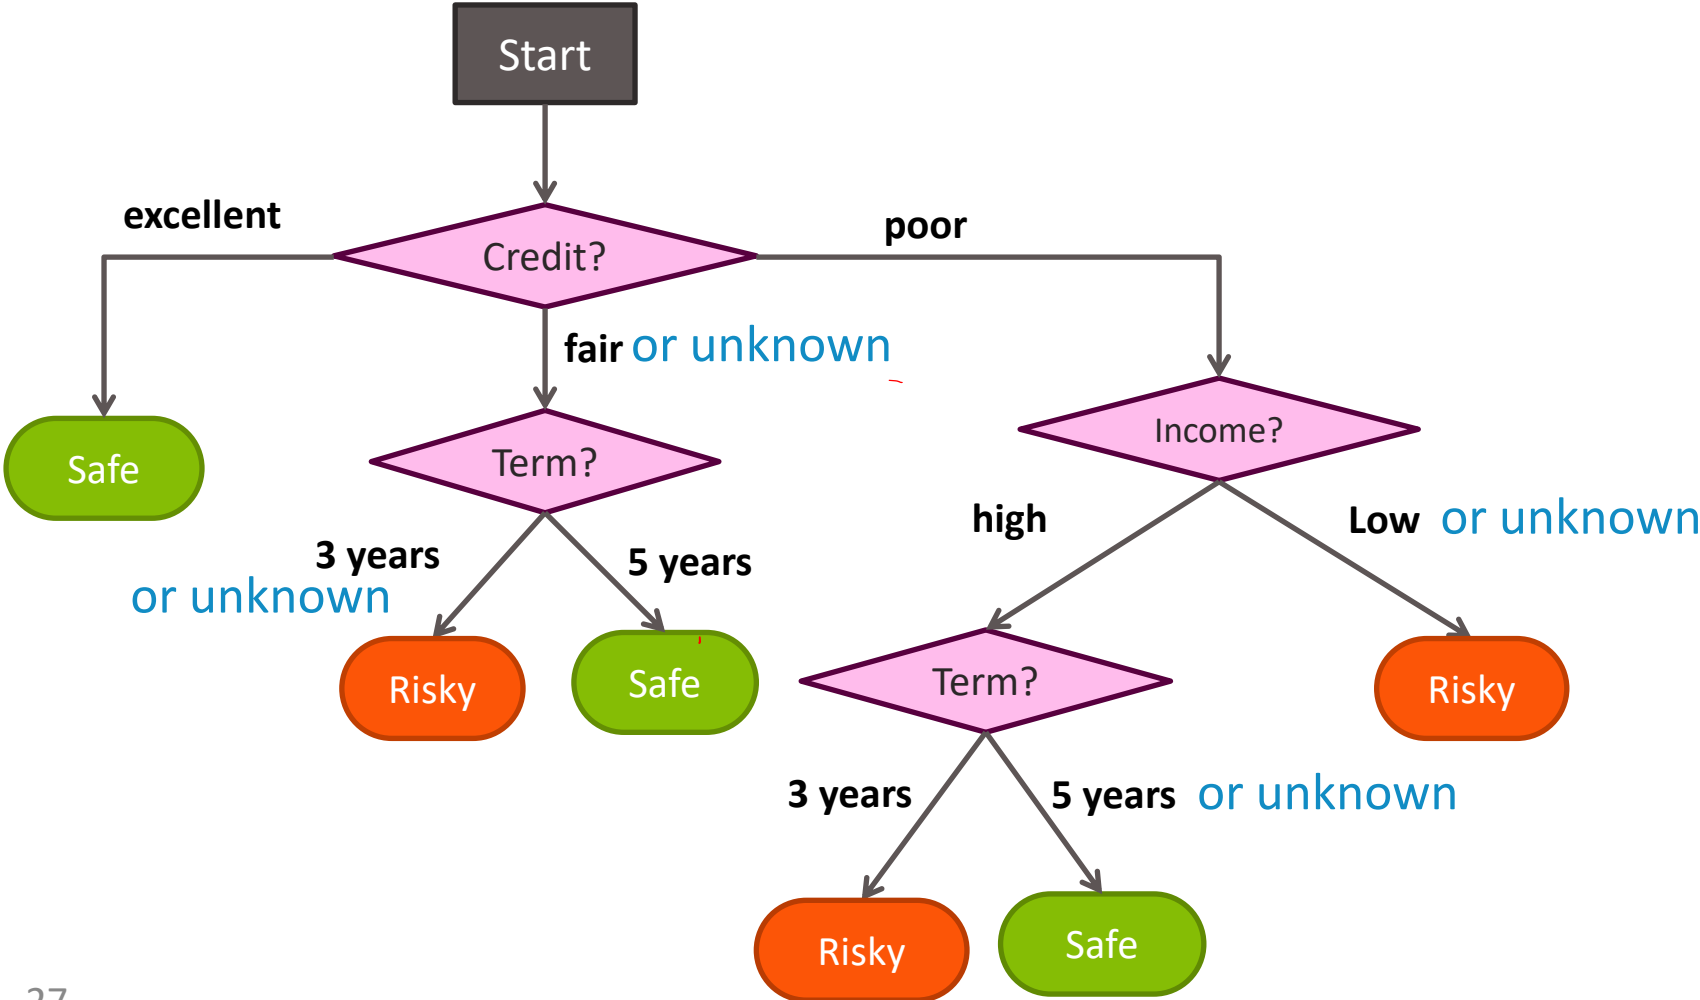 Start
excellent
poor
Credit?
fair or unknown
Income?
Safe
Term?
high
Low or unknown
3 years
or unknown
5 years
Risky
Safe
Term?
Risky
3 years
5 years or unknown
Risky
Safe
27